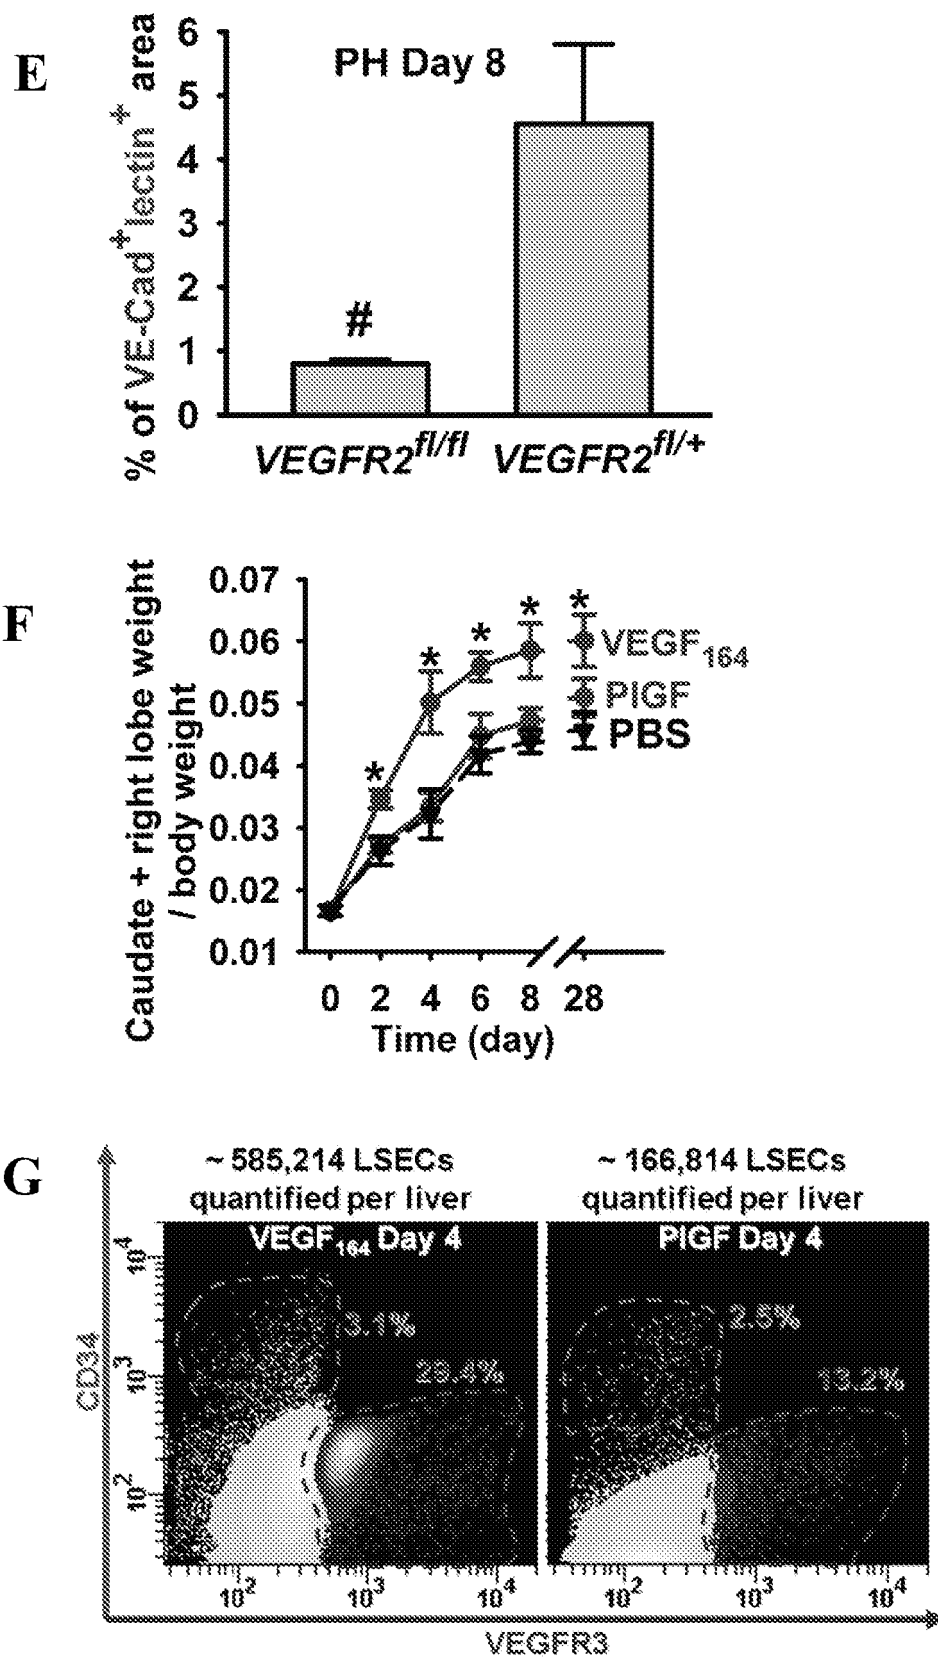 E
% of VE-Cad+lectin+ area
6
5
4
3
2
1
0
PH Day 8
#
VEGFR2fl/fl
VEGFR2fl/+
F
Caudate + right lobe weight
/ body weight
0.07
0.06
0.05
0.04
0.03
0.02
0.01
*
*
*
*
*
VEGF164
PlGF
PBS
0 2 4 6 8 28
Time (day)
G
~ 585,214 LSECs
quantified per liver
~ 166,814 LSECs
quantified per liver
VEGF164 Day 4
PlGF Day 4
3.1%
29.4%
2.5%
13.2%
CD34
10^4
10^3
10^2
10^2 10^3 10^4
10^2 10^3 10^4
VEGFR3